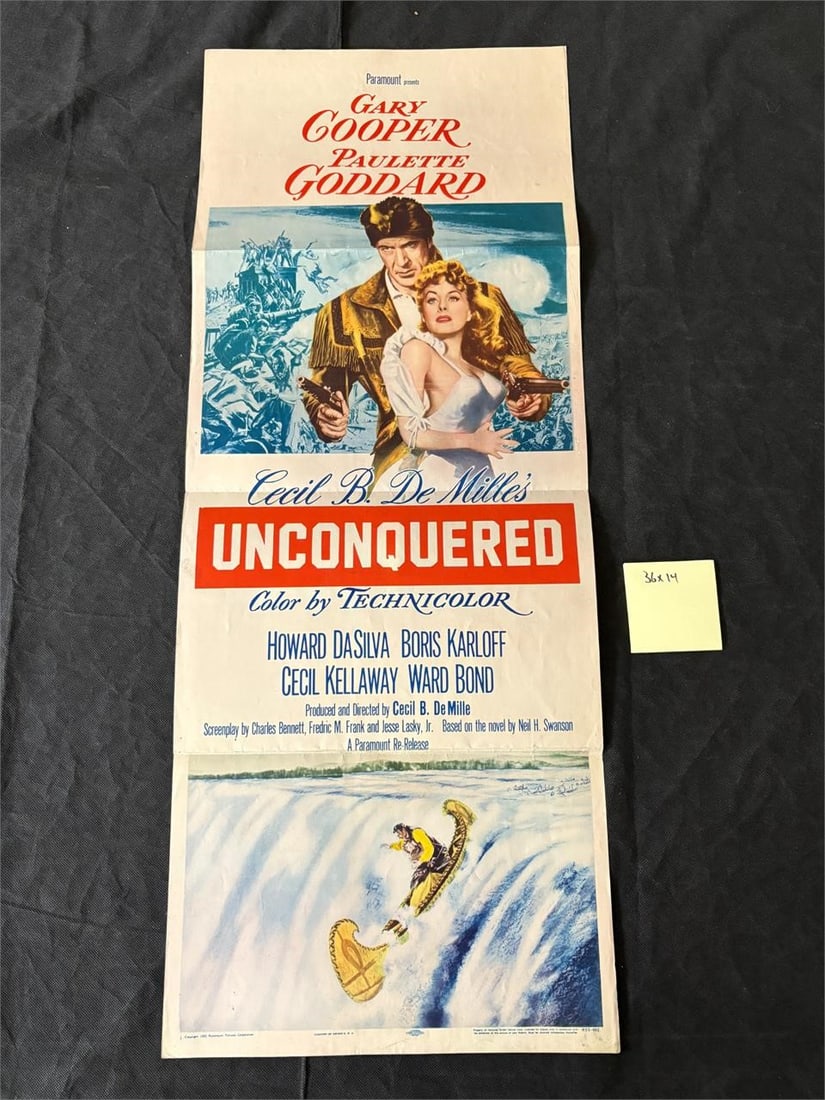 Paramount presents
GARY
COOPER
PAULETTE
GODDARD
Cecil B. De Mille's
UNCONQUERED
Color by TECHNICOLOR
36x14
HOWARD DASILVA BORIS KARLOFF
CECIL KELLAWAY WARD BOND
Produced and Directed by Cecil B. DeMille
Screenplay by Charles Bennett, Fredric M. Frank and Jesse Lasky, Jr. Based on the novel by Neil H. Swanson
A Paramount Re-Release